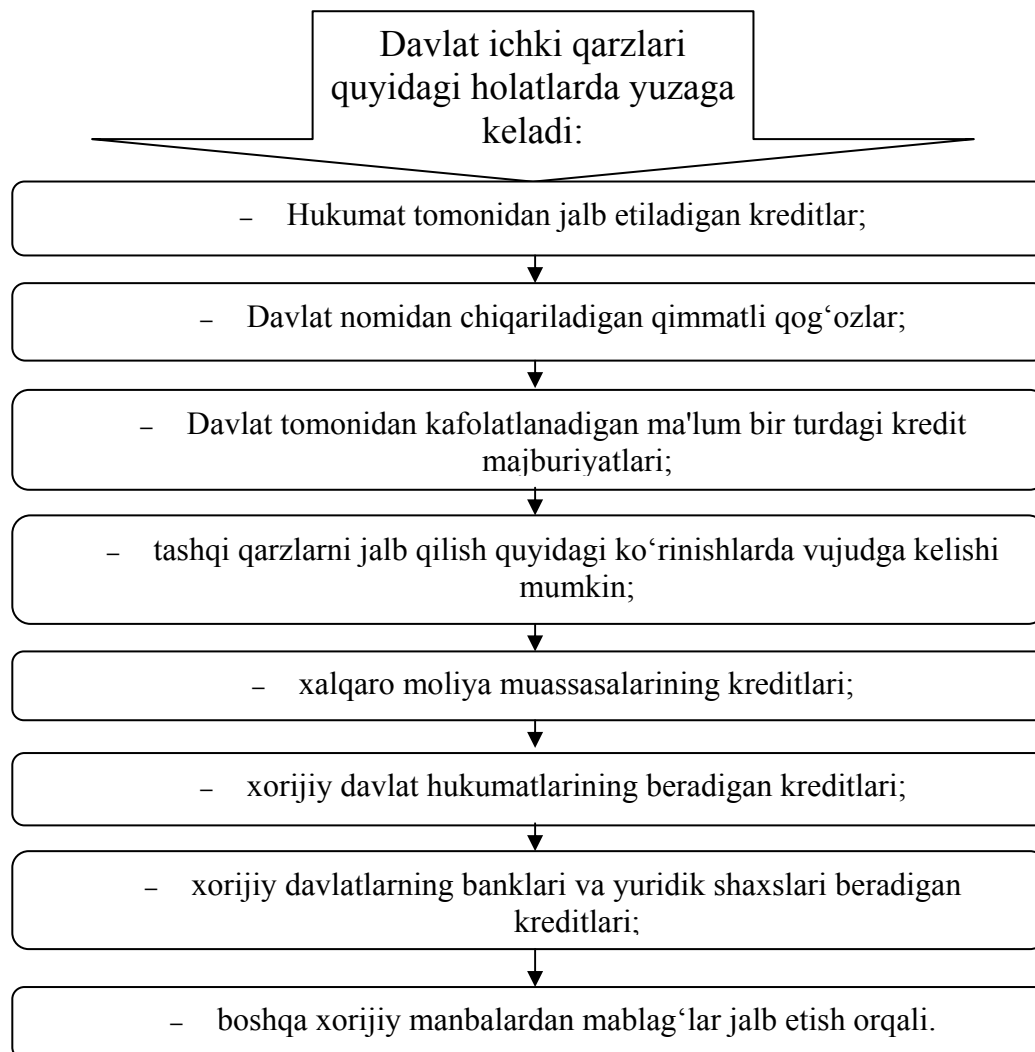 Davlat ichki qarzlari
quyidagi holatlarda yuzaga
keladi:
– Hukumat tomonidan jalb etiladigan kreditlar;
– Davlat nomidan chiqariladigan qimmatli qog‘ozlar;
– Davlat tomonidan kafolatlanadigan ma'lum bir turdagi kredit
majburiyatlari;
– tashqi qarzlarni jalb qilish quyidagi ko‘rinishlarda vujudga kelishi
mumkin;
– xalqaro moliya muassasalarining kreditlari;
– xorijiy davlat hukumatlarining beradigan kreditlari;
– xorijiy davlatlarning banklari va yuridik shaxslari beradigan
kreditlari;
– boshqa xorijiy manbalardan mablag‘lar jalb etish orqali.